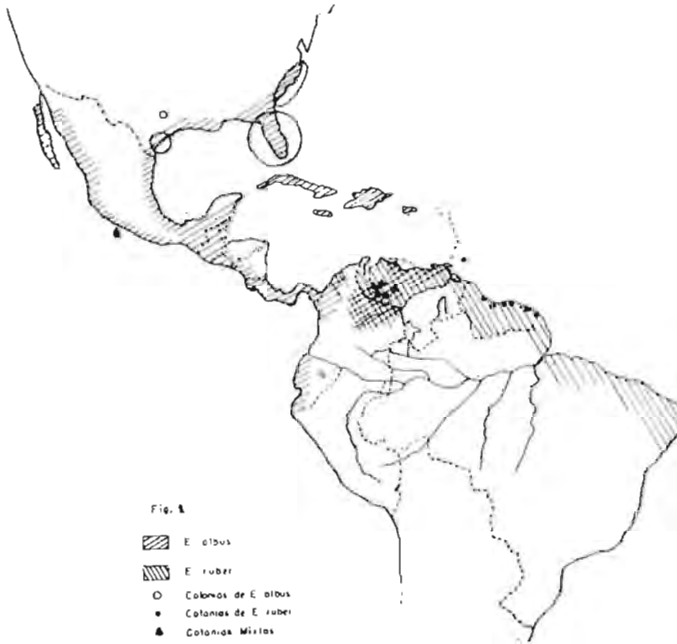 Fig. 1
E albus
E ruber
Colonias de E albus
Colonias de E ruber
Colonias Mixtas